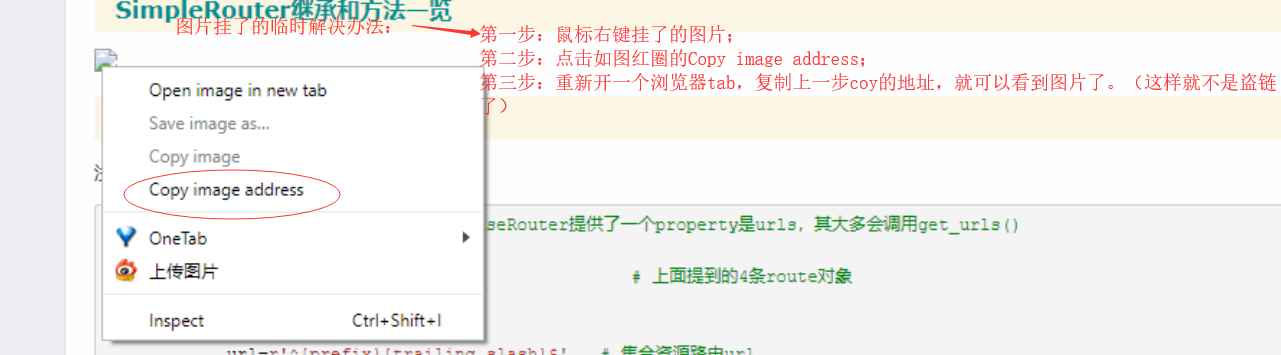 SimpleRouter继承和方法一览
图片挂了的临时解决办法：
第一步：鼠标右键挂了的图片；
第二步：点击如图红圈的Copy image address；
第三步：重新开一个浏览器tab，复制上一步coy的地址，就可以看到图片了。（这样就不是盗链
了）
Open image in new tab
Save image as...
Copy image
Copy image address
seRouter提供了一个property是urls，其大多会调用get_urls()
OneTab
上传图片
# 上面提到的4条route对象
Inspect Ctrl+Shift+I
url=r'^{prefix}{trailing_slash}$', # 集合资源路由url